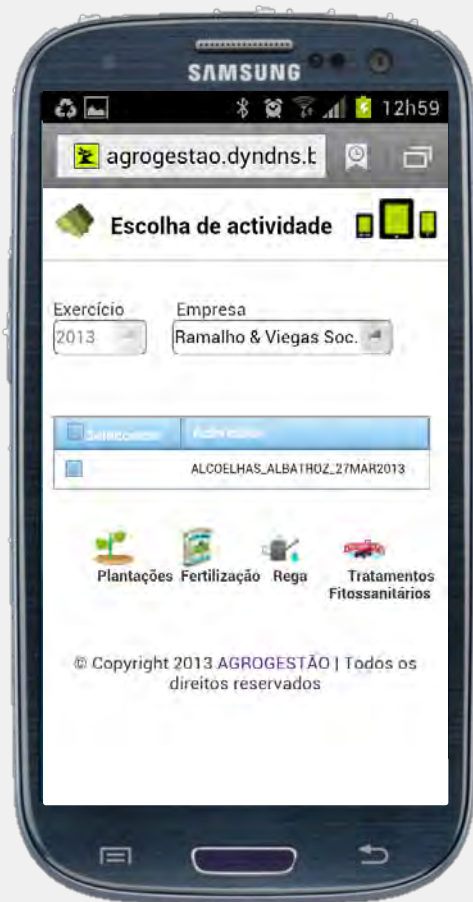 SAMSUNG
12h59
agrogestao.dyndns.b
Escolha de actividade
Exercício Empresa
2013 Ramalho & Viegas Soc.
ALCOELHAS_ALBATROZ_27MAR2013
Plantações Fertilização Rega Tratamentos
Fitossanitários
© Copyright 2013 AGROGESTÃO | Todos os
direitos reservados